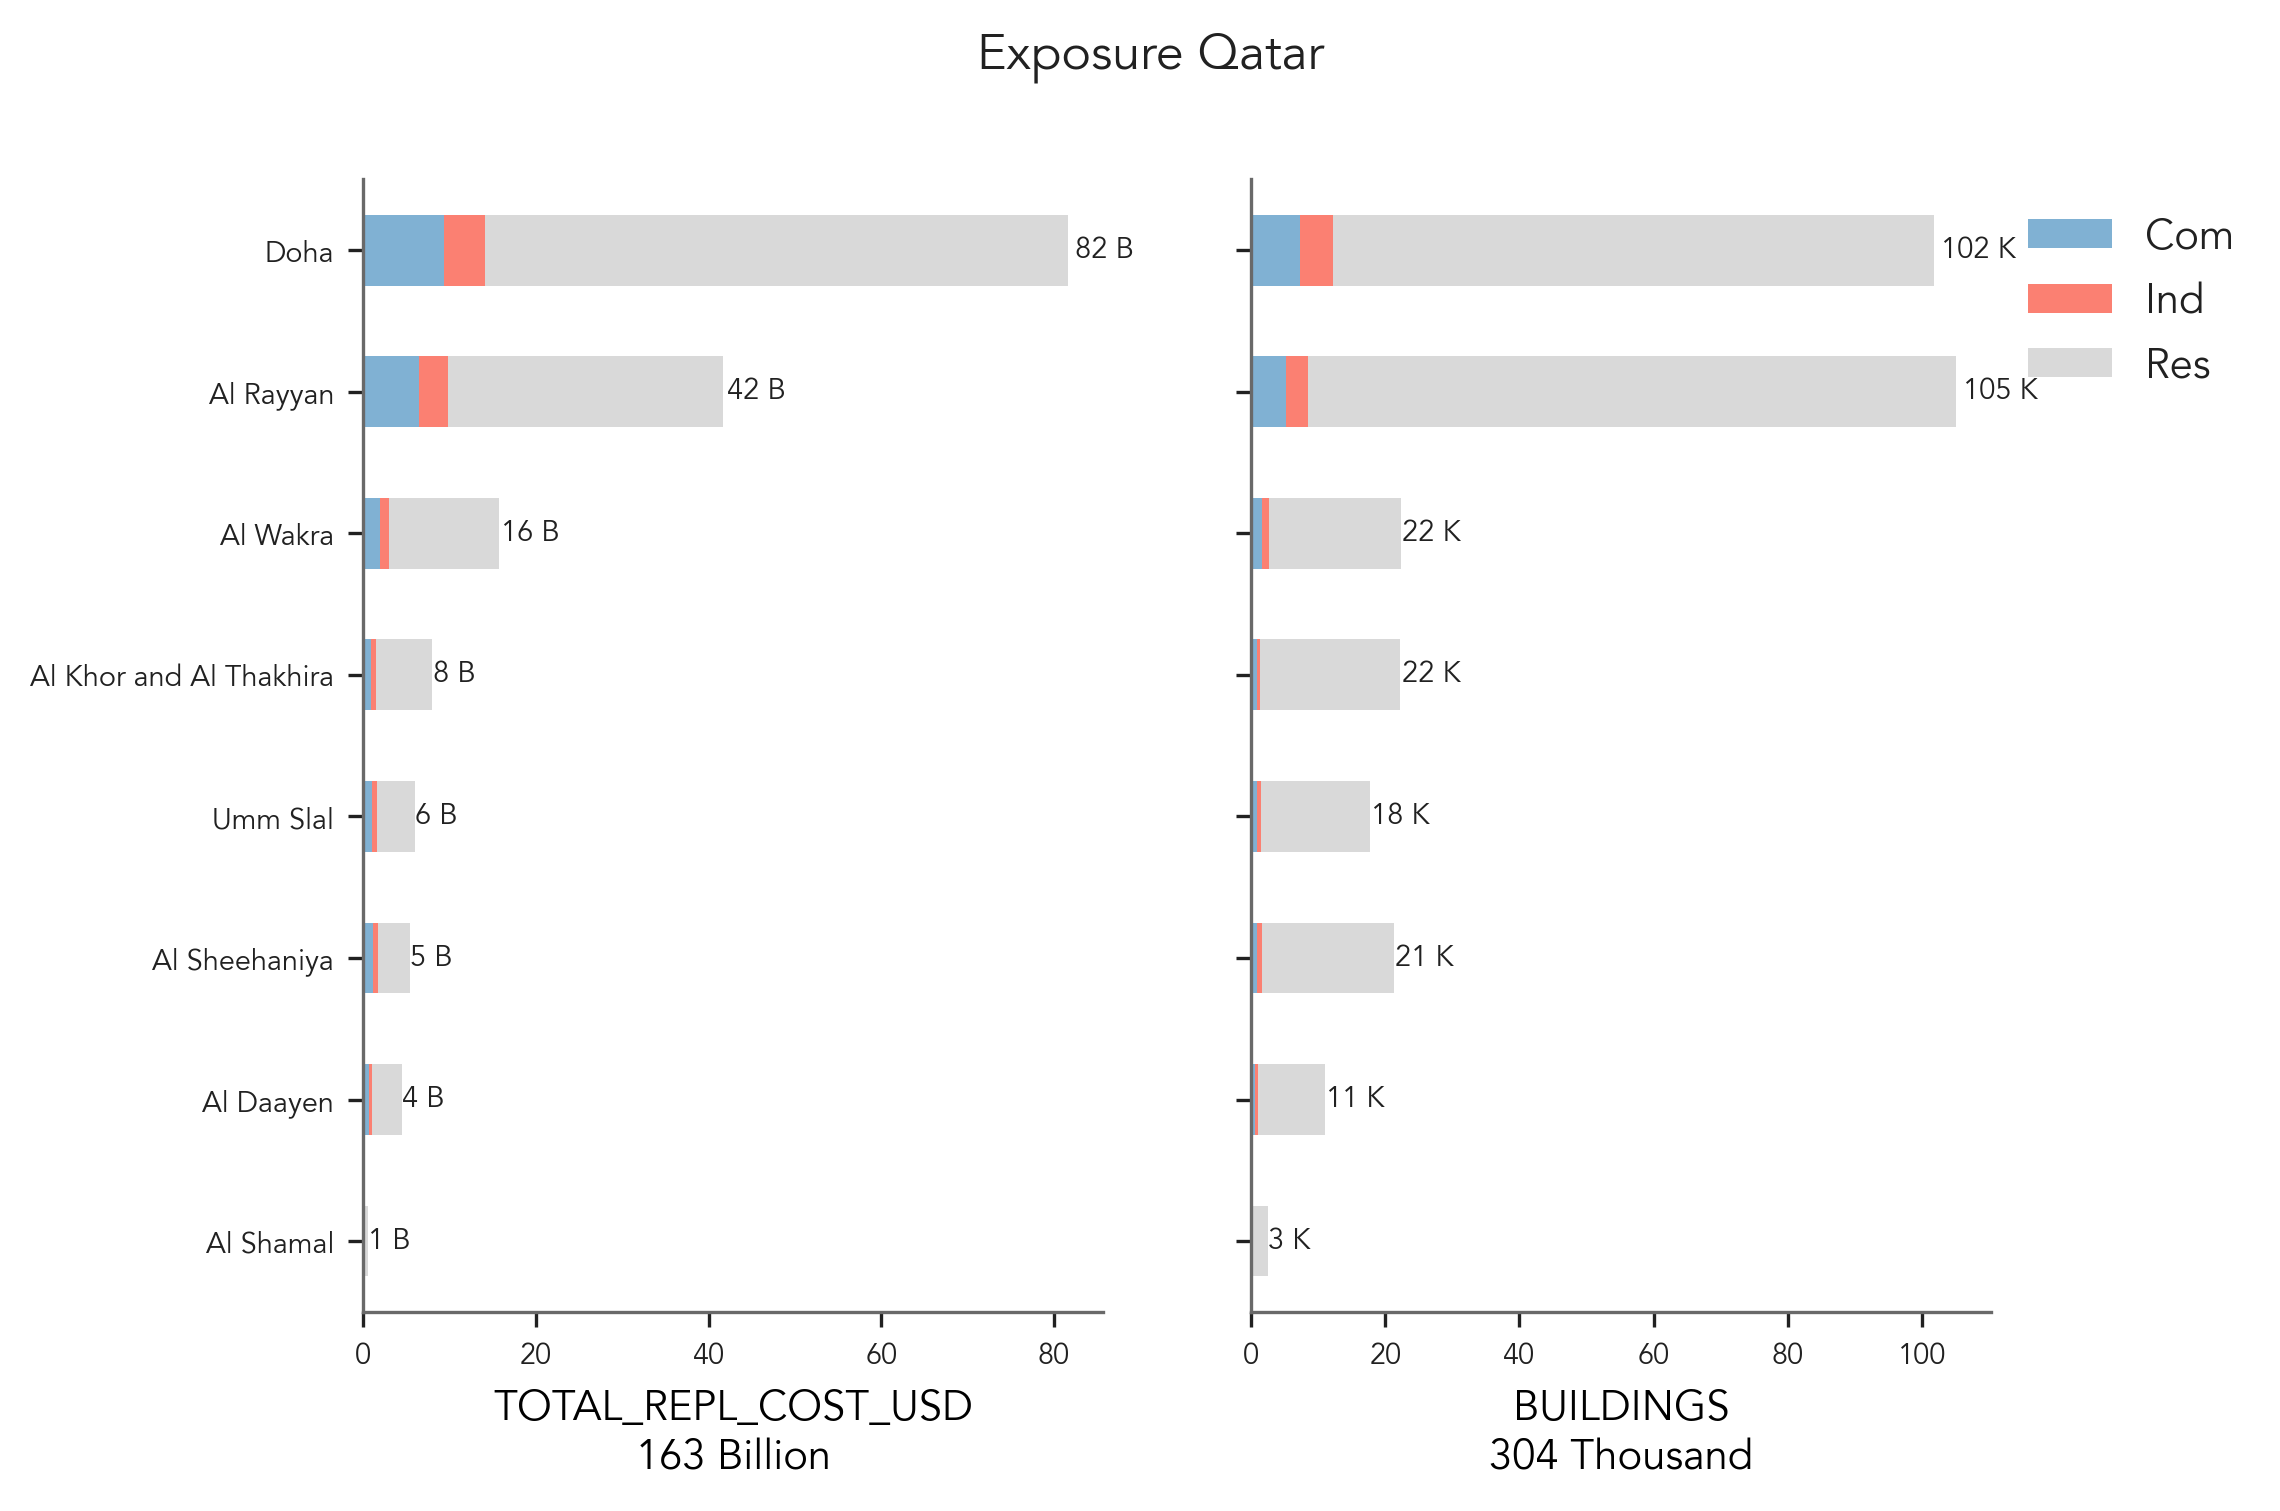 Exposure Qatar
Doha
82 B
102 K
Al Rayyan
42 B
105 K
Al Wakra
16 B
22 K
Al Khor and Al Thakhira
8 B
22 K
Umm Slal
6 B
18 K
Al Sheehaniya
5 B
21 K
Al Daayen
4 B
11 K
Al Shamal
1 B
3 K
Com
Ind
Res
0 20 40 60 80
0 20 40 60 80 100
TOTAL_REPL_COST_USD
163 Billion
BUILDINGS
304 Thousand